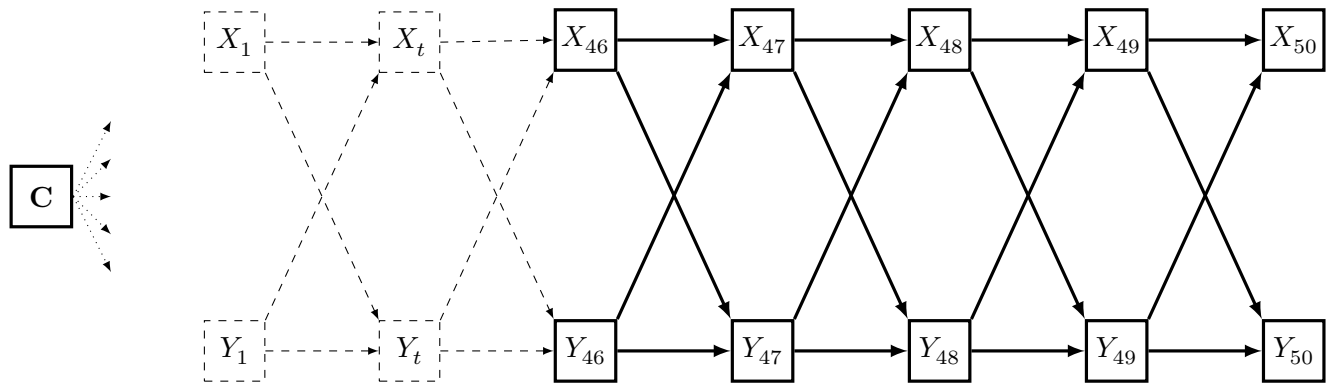 X₁ Xₜ X₄₆ X₄₇ X₄₈ X₄₉ X₅₀
C
Y₁ Yₜ Y₄₆ Y₄₇ Y₄₈ Y₄₉ Y₅₀